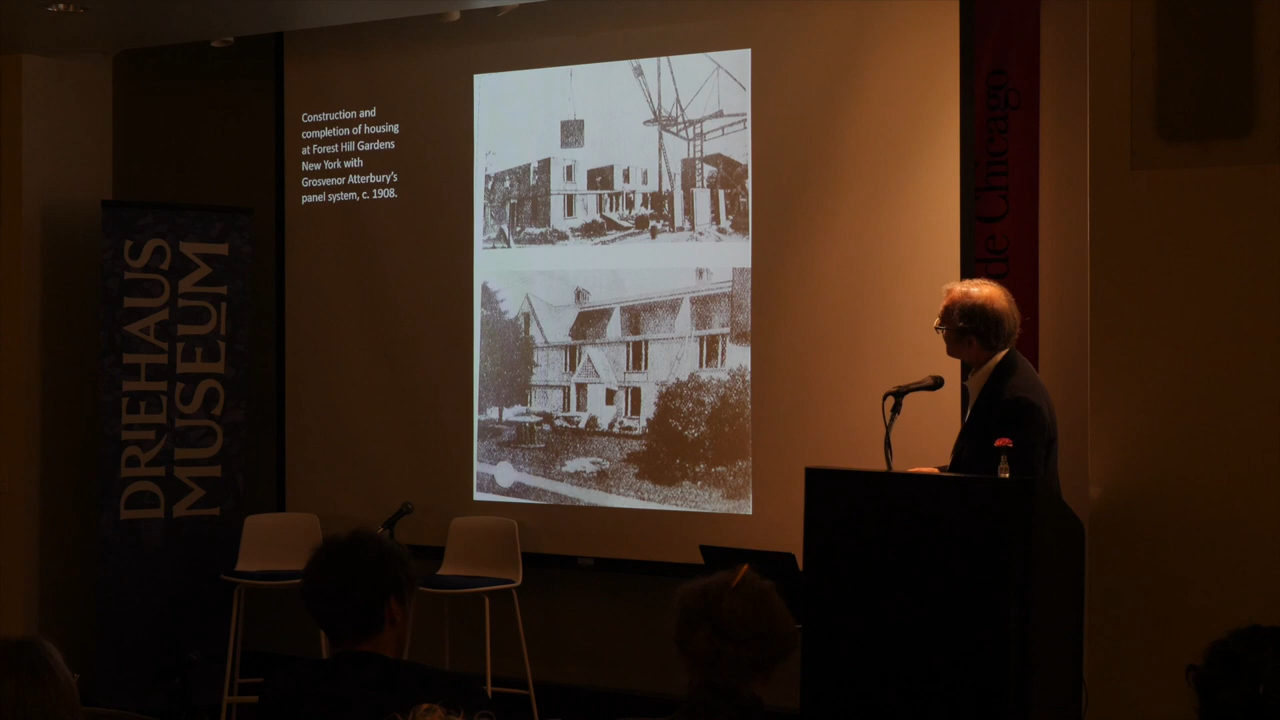 Construction and
completion of housing
at Forest Hill Gardens
New York with
Grosvenor Atterbury's
panel system, c. 1908.
DRIEHAUS
MUSEUM
de Chicago